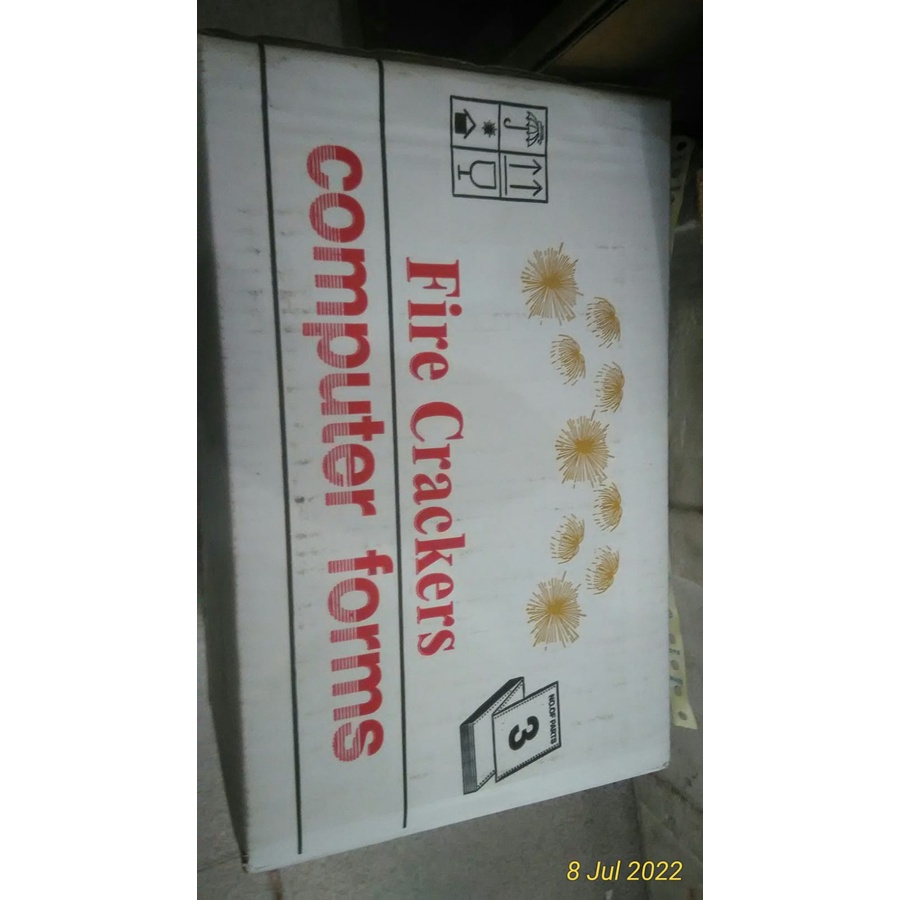 Fire Crackers
computer forms
NO.OF PARTS
3
8 Jul 2022